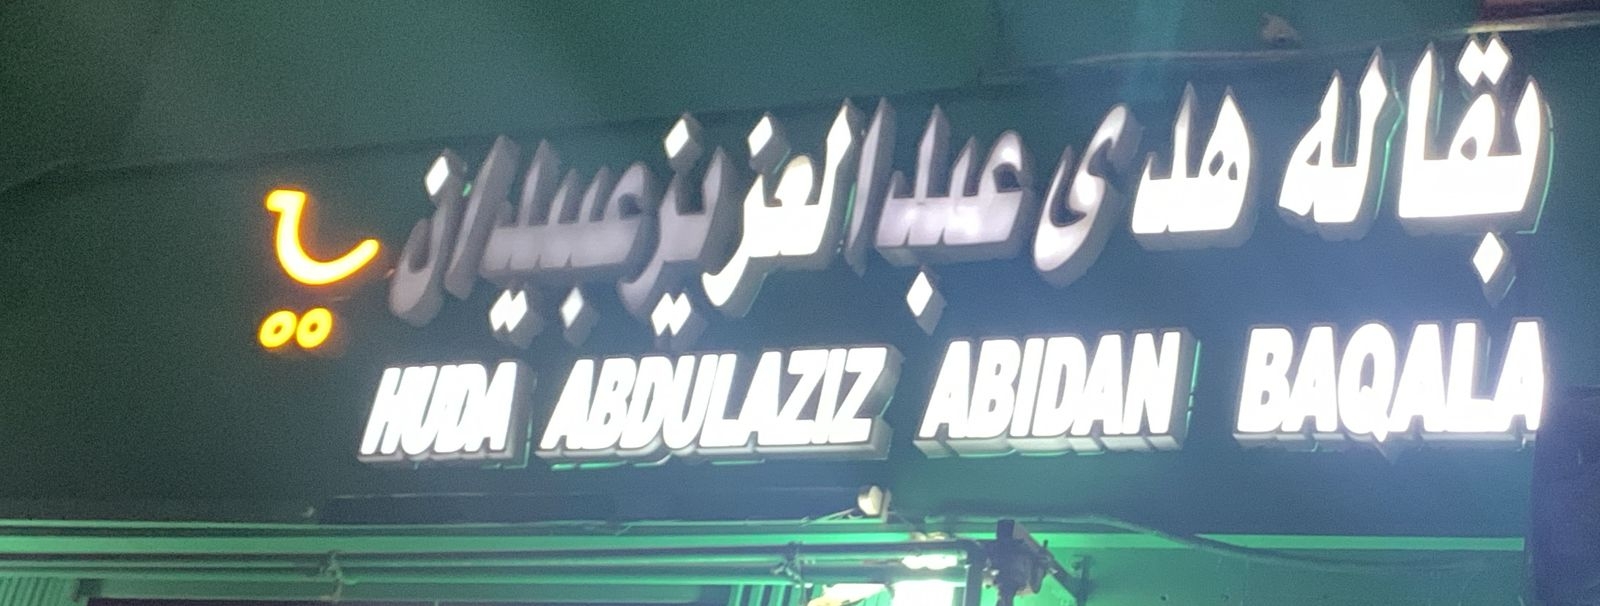 بقاله هدى عبدالعزيز عبيدان
HUDA ABDULAZIZ ABIDAN BAQALA